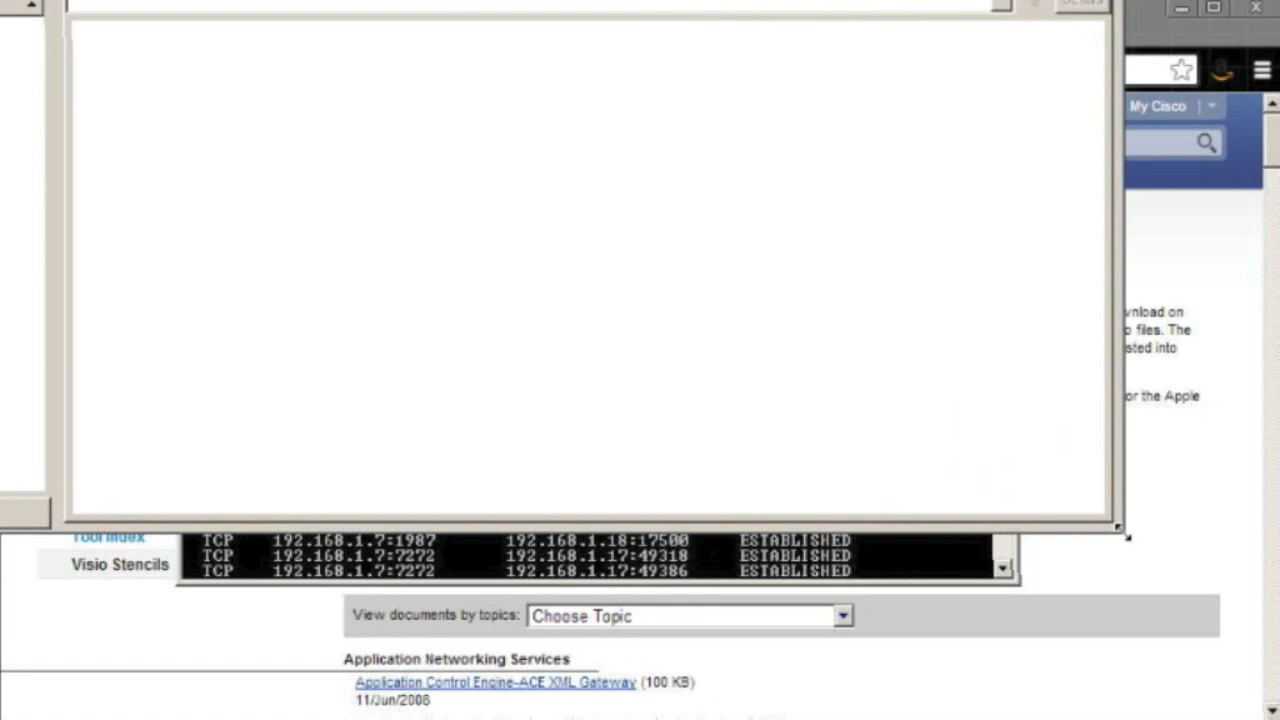 My Cisco
vnload on
o files. The
sted into
or the Apple
Tool Index
TCP 192.168.1.7:1987 192.168.1.18:17500 ESTABLISHED
Visio Stencils
TCP 192.168.1.7:7272 192.168.1.17:49318 ESTABLISHED
TCP 192.168.1.7:7272 192.168.1.17:49386 ESTABLISHED
View documents by topics: Choose Topic
Application Networking Services
Application Control Engine-ACE XML Gateway (100 KB)
11/Jun/2008